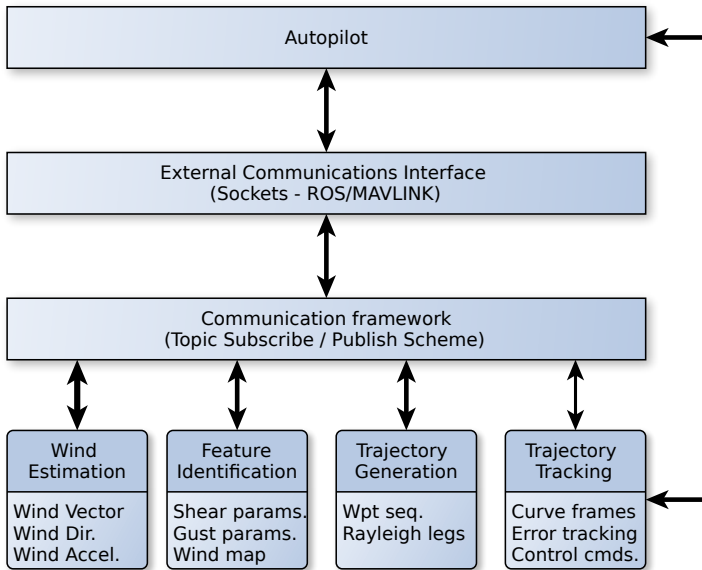 Autopilot
External Communications Interface
(Sockets - ROS/MAVLINK)
Communication framework
(Topic Subscribe / Publish Scheme)
Wind
Estimation
Wind Vector
Wind Dir.
Wind Accel.
Feature
Identification
Shear params.
Gust params.
Wind map
Trajectory
Generation
Wpt seq.
Rayleigh legs
Trajectory
Tracking
Curve frames
Error tracking
Control cmds.